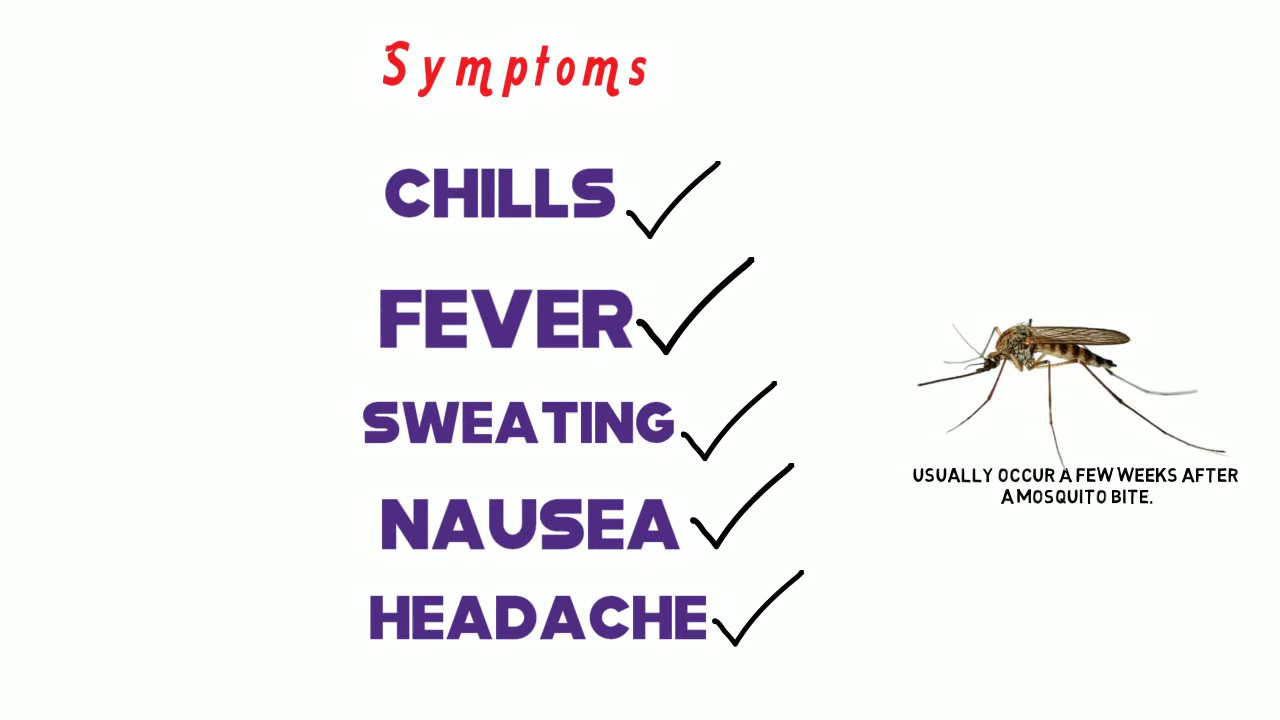 Symptoms
CHILLS
FEVER
SWEATING
NAUSEA
HEADACHE
USUALLY OCCUR A FEW WEEKS AFTER
A MOSQUITO BITE.